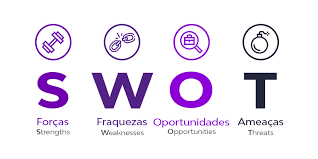 S W O T
Forças Fraquezas Oportunidades Ameaças
Strengths Weaknesses Opportunities Threats